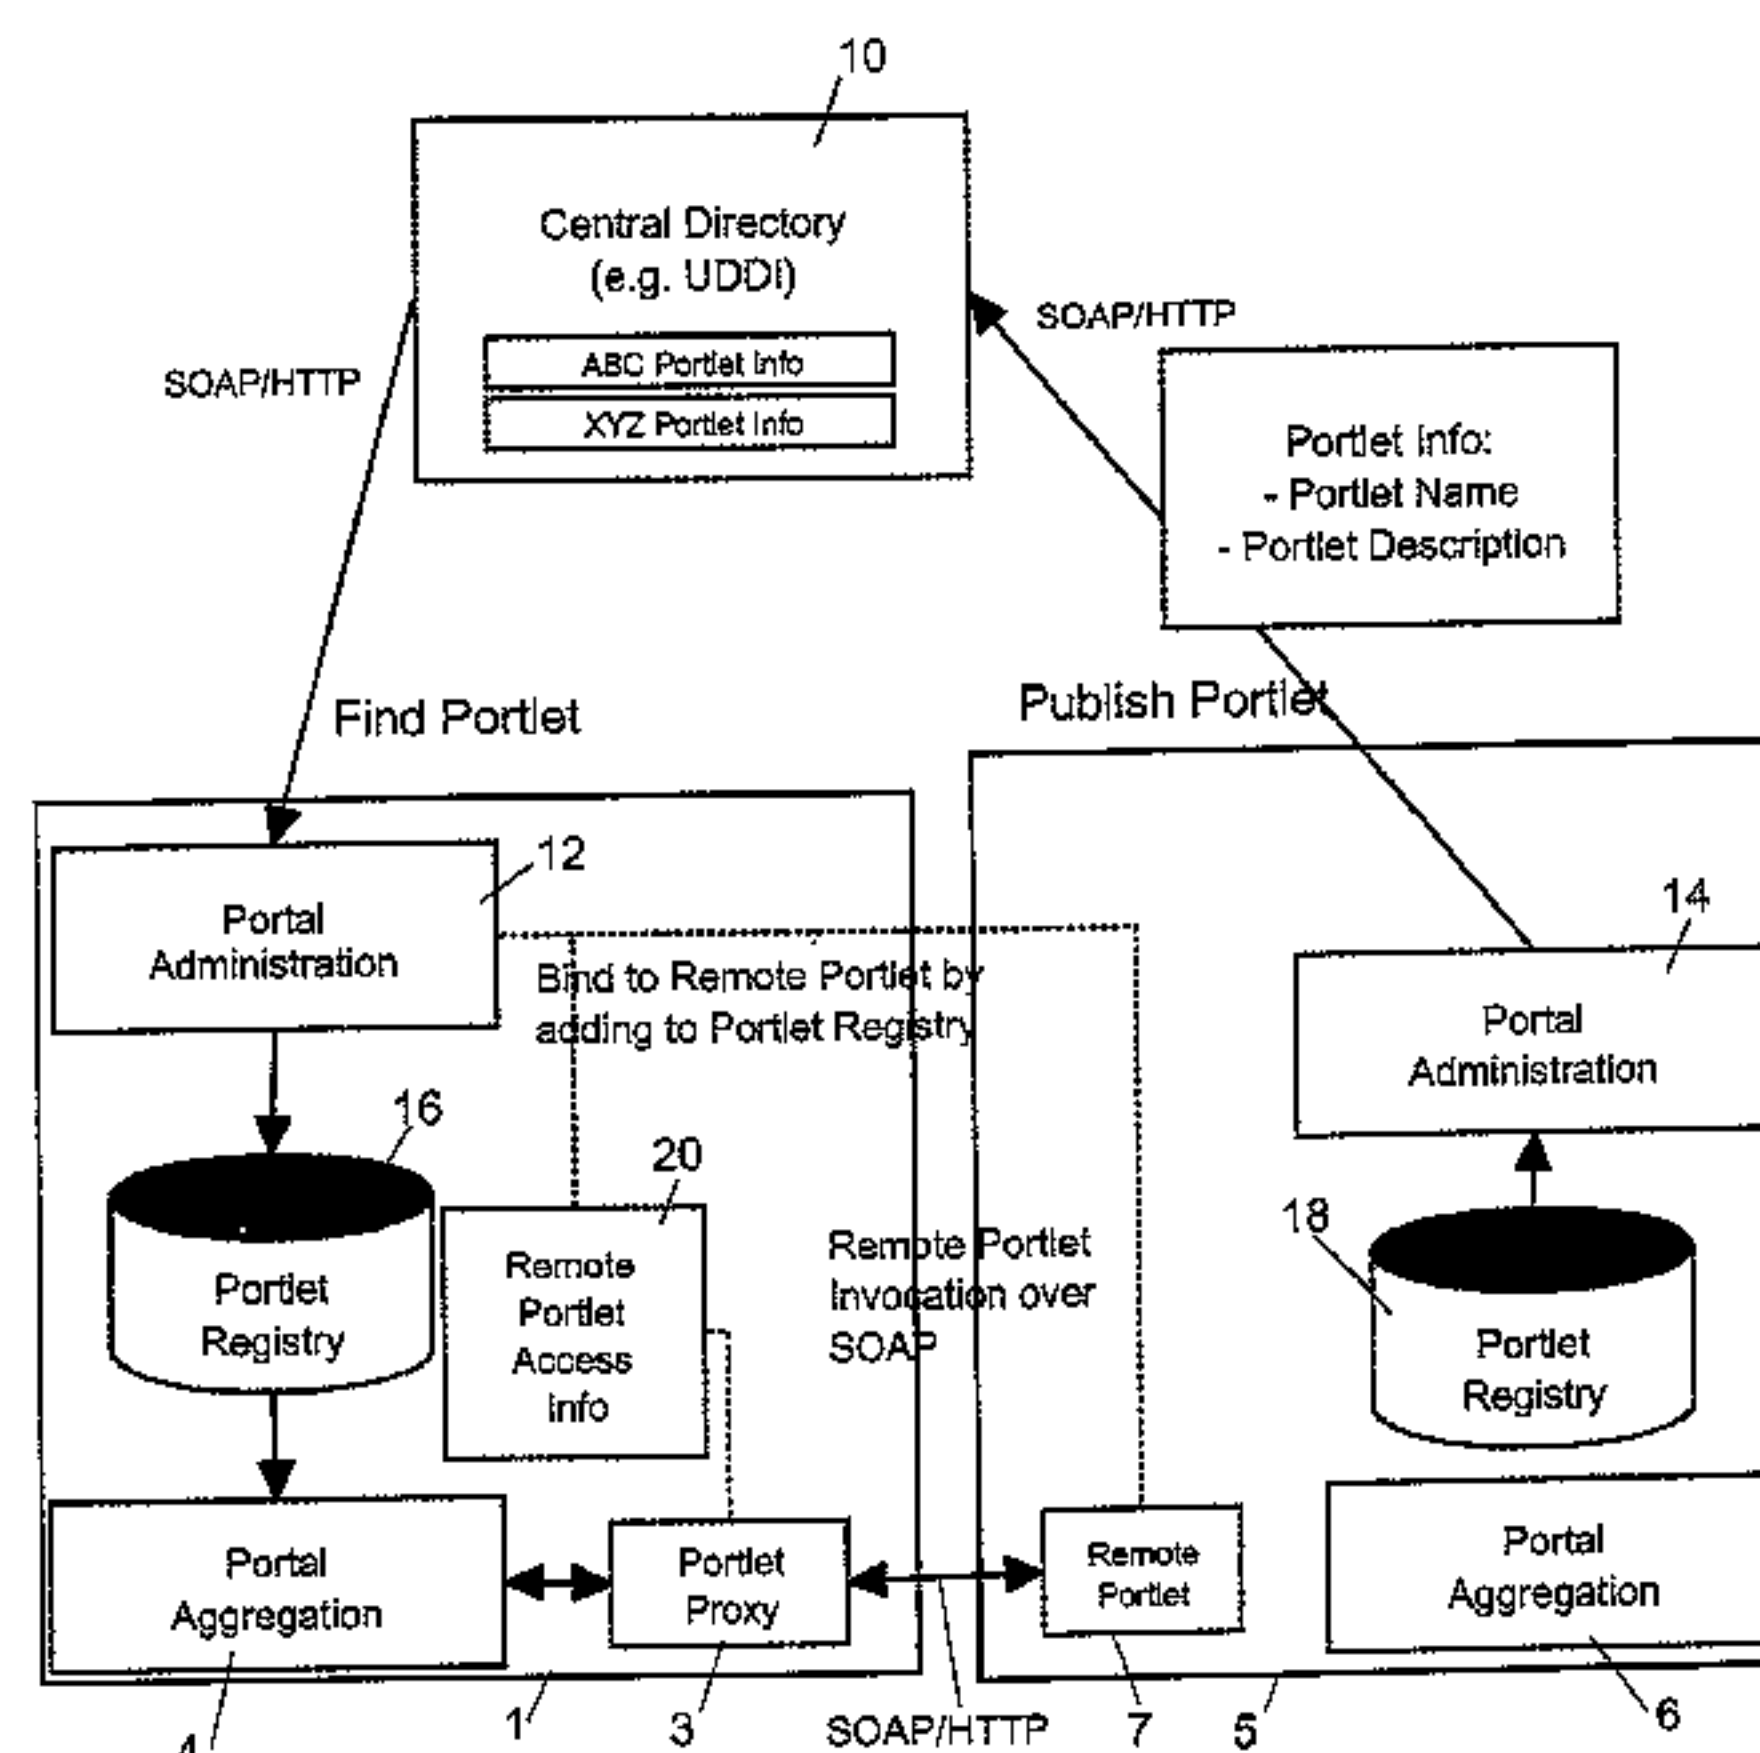 10
Central Directory
(e.g. UDDI)
ABC Portlet Info
XYZ Portlet Info
SOAP/HTTP
SOAP/HTTP
Portlet Info:
- Portlet Name
- Portlet Description
Find Portlet
Publish Portlet
12
Portal
Administration
14
Portal
Administration
Bind to Remote Portlet by
adding to Portlet Registry
16
Portlet
Registry
20
Remote
Portlet
Access
Info
Remote Portlet
Invocation over
SOAP
18
Portlet
Registry
Portal
Aggregation
Portlet
Proxy
Remote
Portlet
Portal
Aggregation
4
1
3
SOAP/HTTP
7
5
6